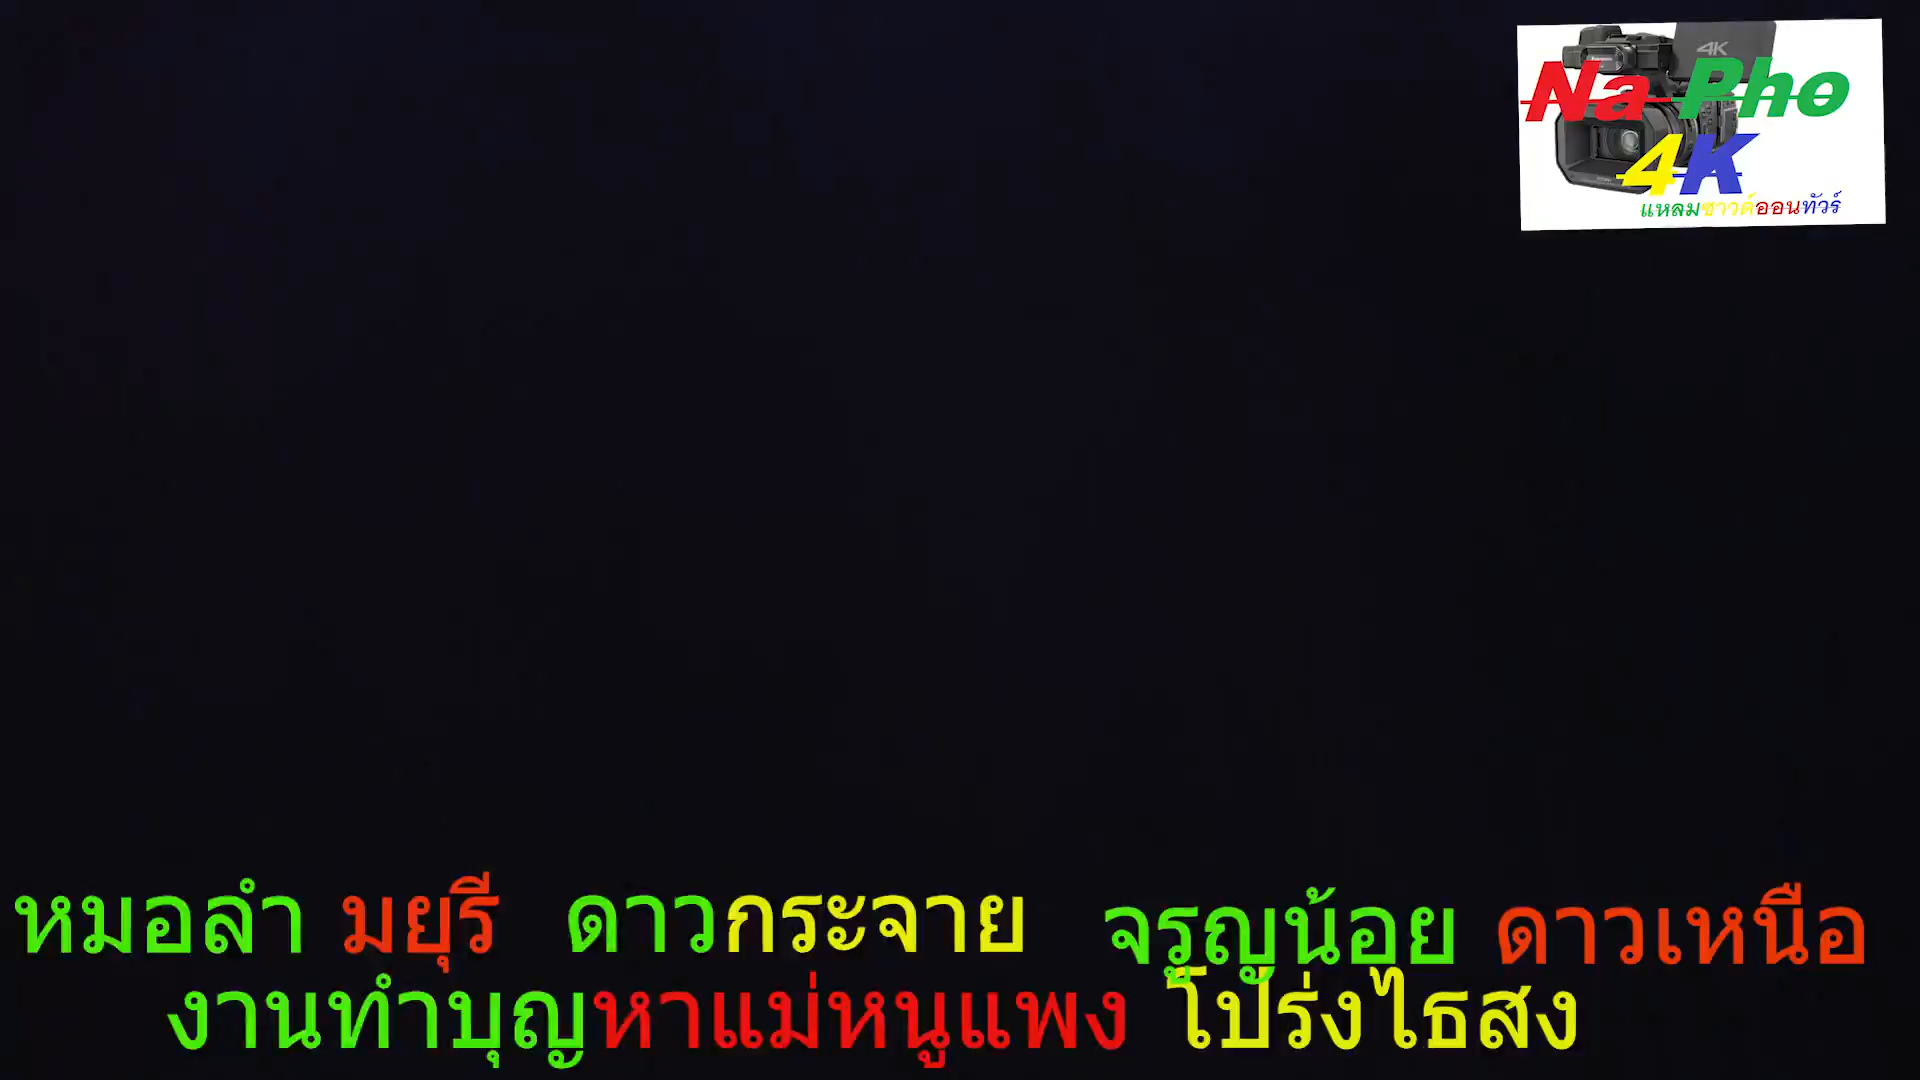 4K
Na Pho
4K
แหลมซาวด์ออนทัวร์
หมอลำ มยุรี ดาวกระจาย จรูญน้อย ดาวเหนือ
งานทำบุญหาแม่หนูแพง โปร่งไธสง